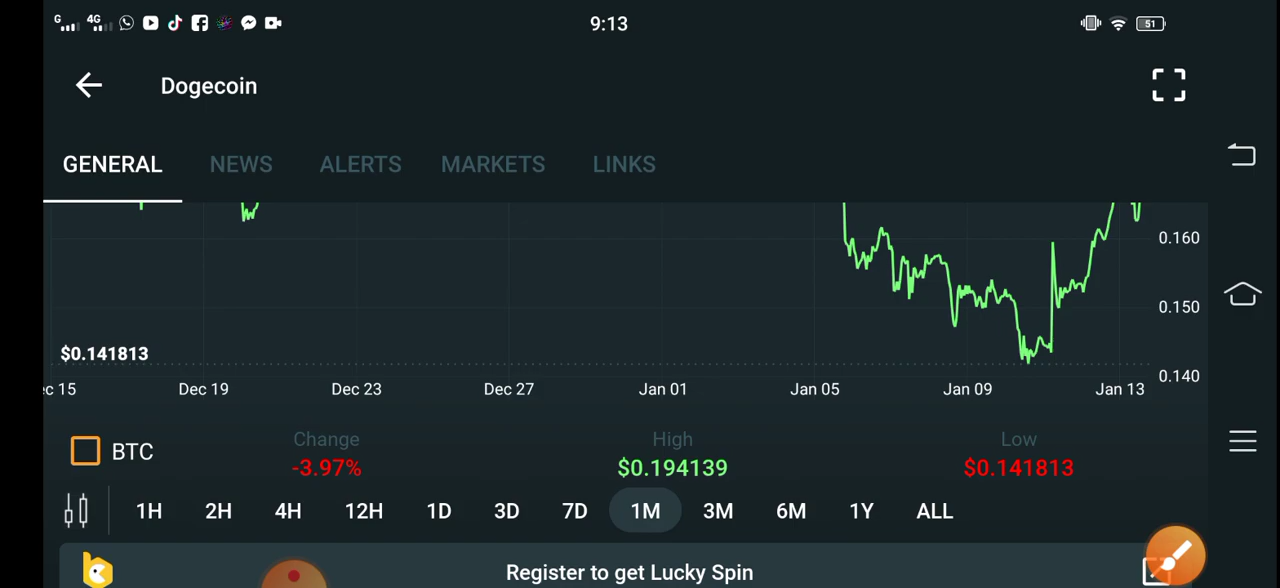 G 4G 9:13 51
Dogecoin
GENERAL NEWS ALERTS MARKETS LINKS
0.160
0.150
$0.141813
0.140
c 15 Dec 19 Dec 23 Dec 27 Jan 01 Jan 05 Jan 09 Jan 13
Change High Low
BTC
-3.97% $0.194139 $0.141813
1H 2H 4H 12H 1D 3D 7D 1M 3M 6M 1Y ALL
Register to get Lucky Spin